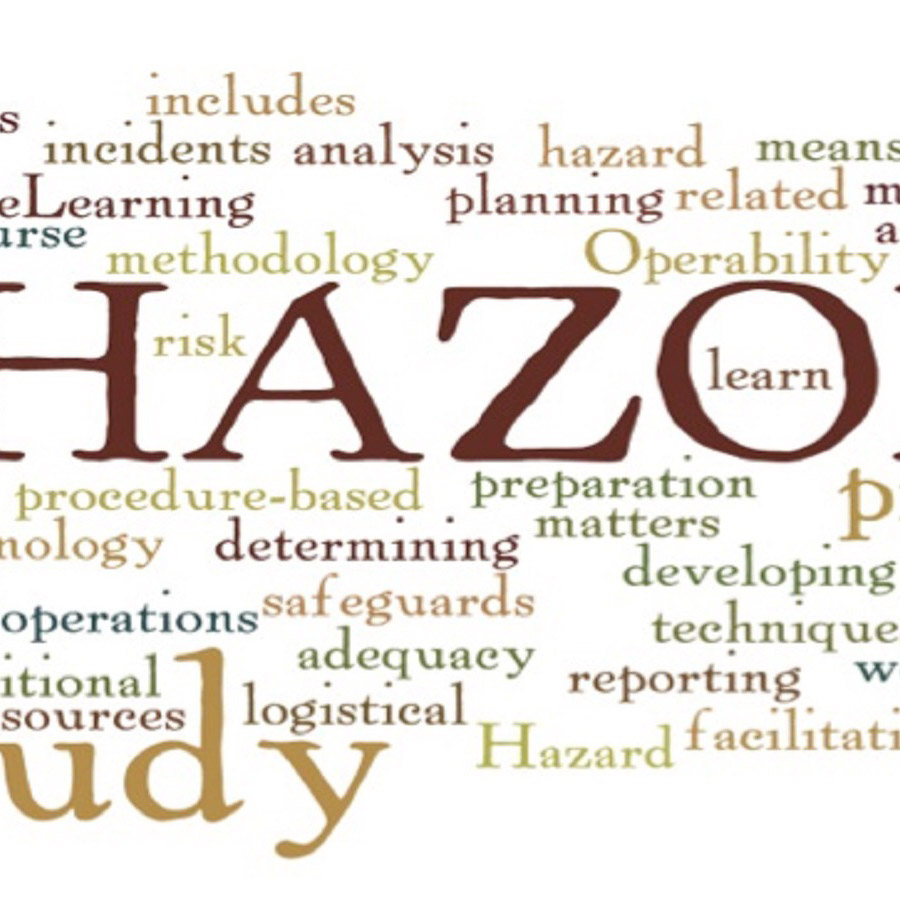 includes
s incidents analysis hazard means
eLearning planning related m
urse a
methodology Operability
HAZO
risk
learn
procedure-based preparation p
matters
nology determining
developing
operations safeguards
technique
adequacy
itional reporting w
sources logistical
udy Hazard facilitati